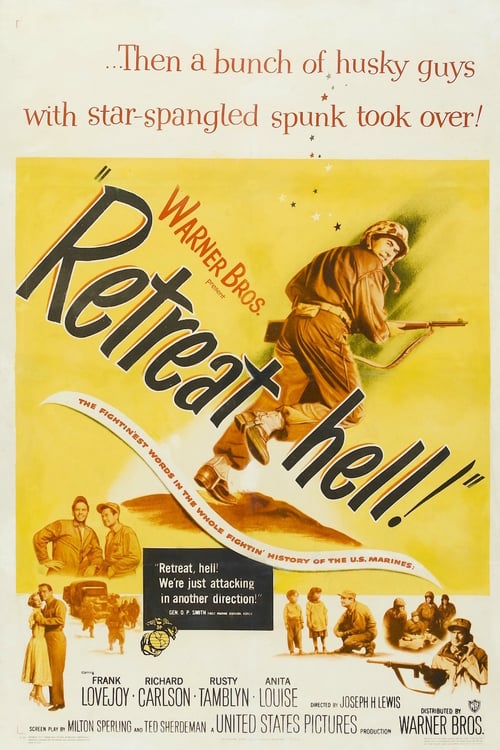 ...Then a bunch of husky guys
with star-spangled spunk took over!
WARNER BROS.
present
"Retreat hell!"
THE FIGHTIN'EST WORDS IN THE WHOLE FIGHTIN' HISTORY OF THE U.S. MARINES:
"Retreat, hell!
We're just attacking
in another direction!"
GEN. O. P. SMITH
FRANK LOVEJOY · RICHARD CARLSON · RUSTY TAMBLYN · ANITA LOUISE
DIRECTED BY JOSEPH H. LEWIS
SCREEN PLAY BY MILTON SPERLING AND TED SHERDEMAN A UNITED STATES PICTURES PRODUCTION
DISTRIBUTED BY
WARNER BROS.